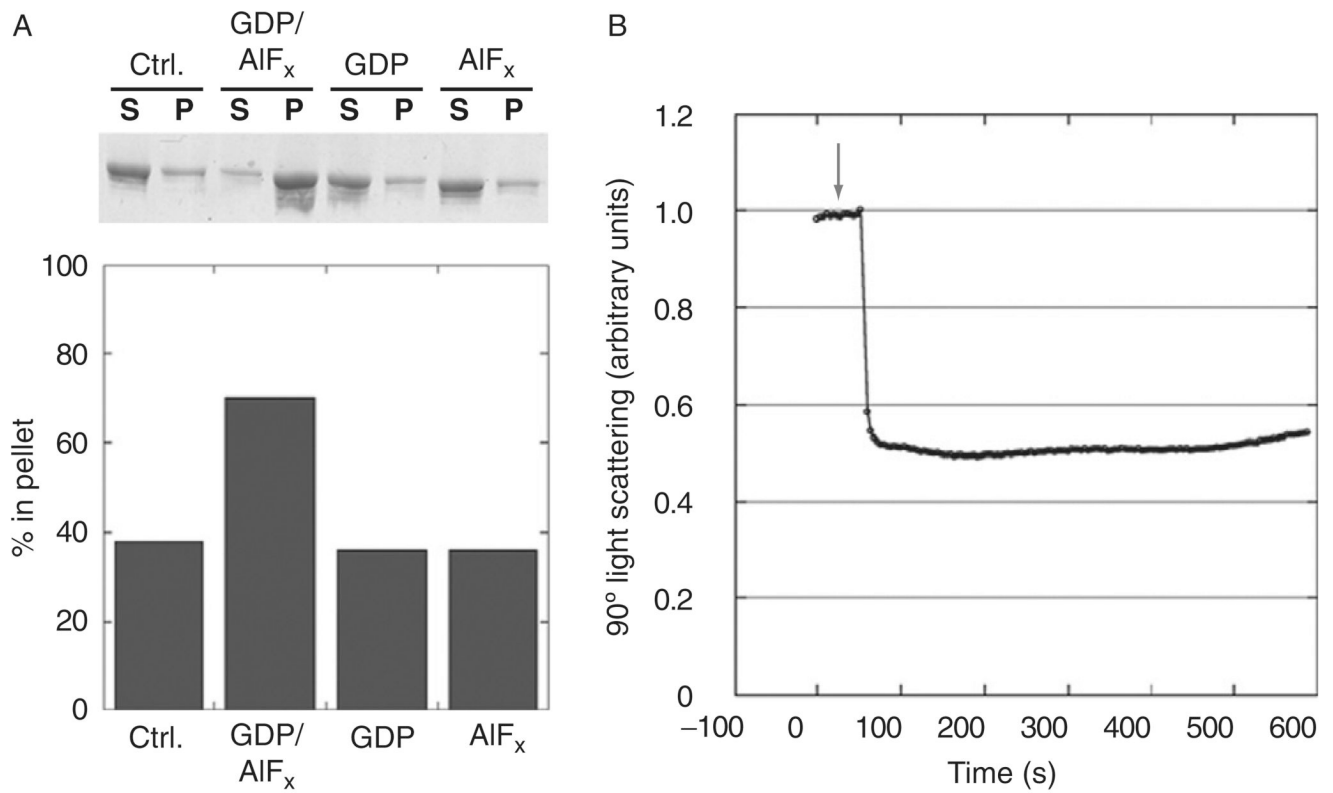 A
GDP/
Ctrl. AlFx GDP AlFx
S P S P S P S P
100
80
60
40
20
0
% in pellet
Ctrl. GDP/ GDP AlFx
AlFx
B
1.2
1.0
0.8
0.6
0.4
0.2
0
90° light scattering (arbitrary units)
–100 0 100 200 300 400 500 600
Time (s)